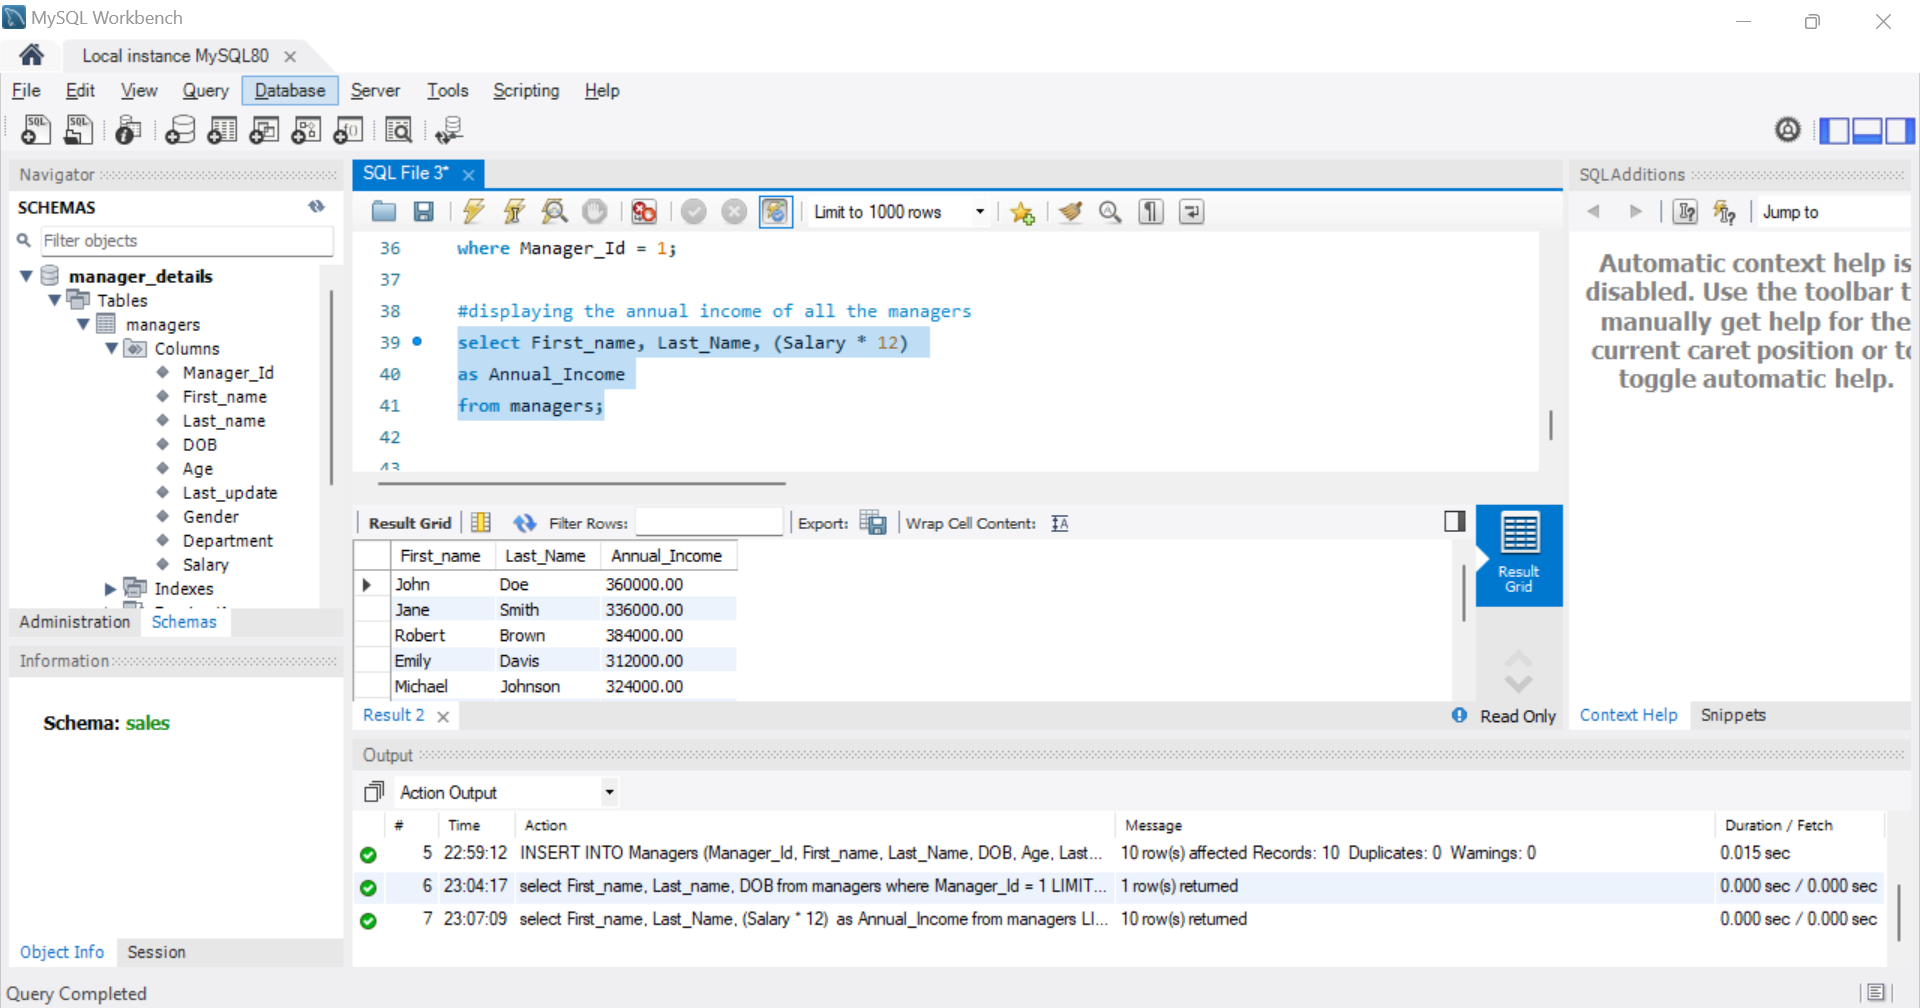 MySQL Workbench
Local instance MySQL80
File Edit View Query Database Server Tools Scripting Help
Navigator
SCHEMAS
Filter objects
manager_details
Tables
managers
Columns
Manager_Id
First_name
Last_name
DOB
Age
Last_update
Gender
Department
Salary
Indexes
Administration Schemas
Information
Schema: sales
Object Info Session
SQL File 3*
Limit to 1000 rows
36 where Manager_Id = 1;
37
38 #displaying the annual income of all the managers
39 select First_name, Last_Name, (Salary * 12)
40 as Annual_Income
41 from managers;
42
43
Result Grid Filter Rows: Export: Wrap Cell Content:
First_name Last_Name Annual_Income
John Doe 360000.00
Jane Smith 336000.00
Robert Brown 384000.00
Emily Davis 312000.00
Michael Johnson 324000.00
Result
Grid
Result 2 Read Only
SQLAdditions
Jump to
Automatic context help is
disabled. Use the toolbar t
manually get help for the
current caret position or to
toggle automatic help.
Context Help Snippets
Output
Action Output
# Time Action Message Duration / Fetch
5 22:59:12 INSERT INTO Managers (Manager_Id, First_name, Last_Name, DOB, Age, Last... 10 row(s) affected Records: 10 Duplicates: 0 Warnings: 0 0.015 sec
6 23:04:17 select First_name, Last_name, DOB from managers where Manager_Id = 1 LIMIT... 1 row(s) returned 0.000 sec / 0.000 sec
7 23:07:09 select First_name, Last_Name, (Salary * 12) as Annual_Income from managers LI... 10 row(s) returned 0.000 sec / 0.000 sec
Query Completed